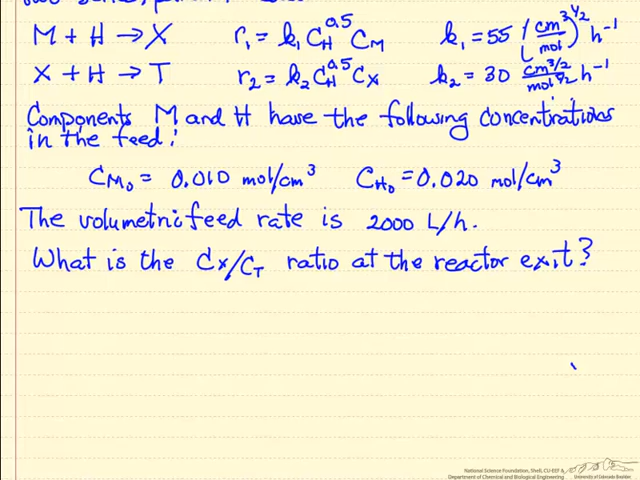 M + H → X r₁ = k₁ C_H^0.5 C_M k₁ = 55 (cm³/mol)^½ h⁻¹
X + H → T r₂ = k₂ C_H^0.5 C_X k₂ = 30 cm^3/2/mol^½ h⁻¹
Components M and H have the following concentrations
in the feed:
C_M₀ = 0.010 mol/cm³ C_H₀ = 0.020 mol/cm³
The volumetric feed rate is 2000 L/h.
What is the C_X/C_T ratio at the reactor exit?
National Science Foundation, Shell, CU-EEF &
Department of Chemical and Biological Engineering
University of Colorado Boulder